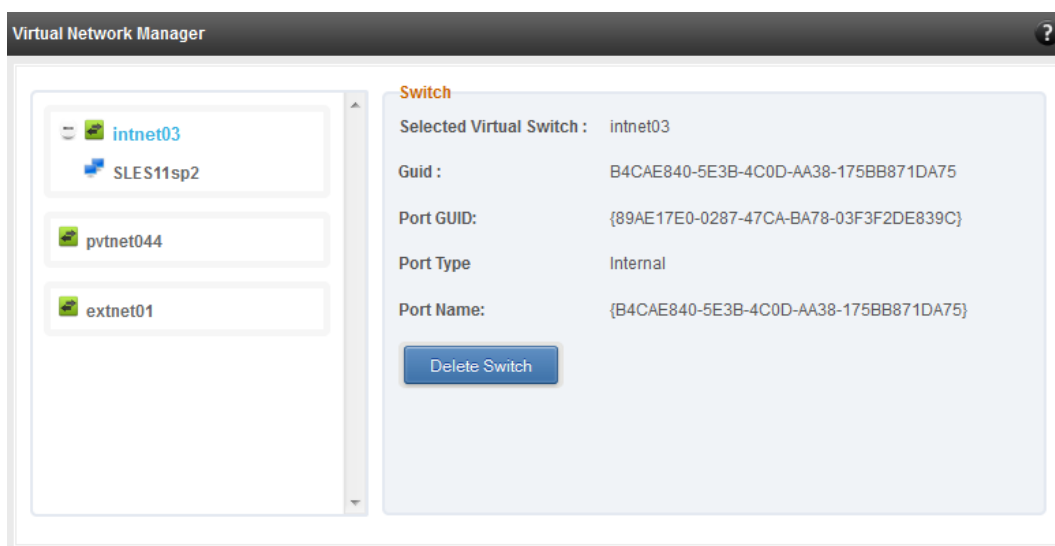 Virtual Network Manager ?
intnet03
SLES11sp2
pvtnet044
extnet01
Switch
Selected Virtual Switch : intnet03
Guid : B4CAE840-5E3B-4C0D-AA38-175BB871DA75
Port GUID: {89AE17E0-0287-47CA-BA78-03F3F2DE839C}
Port Type Internal
Port Name: {B4CAE840-5E3B-4C0D-AA38-175BB871DA75}
Delete Switch